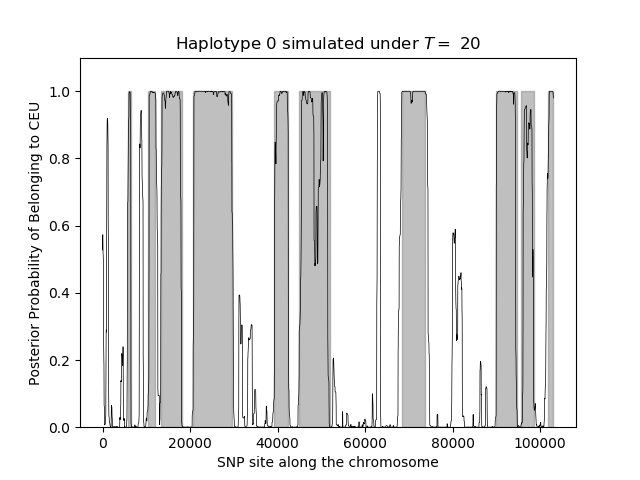 Haplotype 0 simulated under T = 20
Posterior Probability of Belonging to CEU
1.0
0.8
0.6
0.4
0.2
0.0
0 20000 40000 60000 80000 100000
SNP site along the chromosome